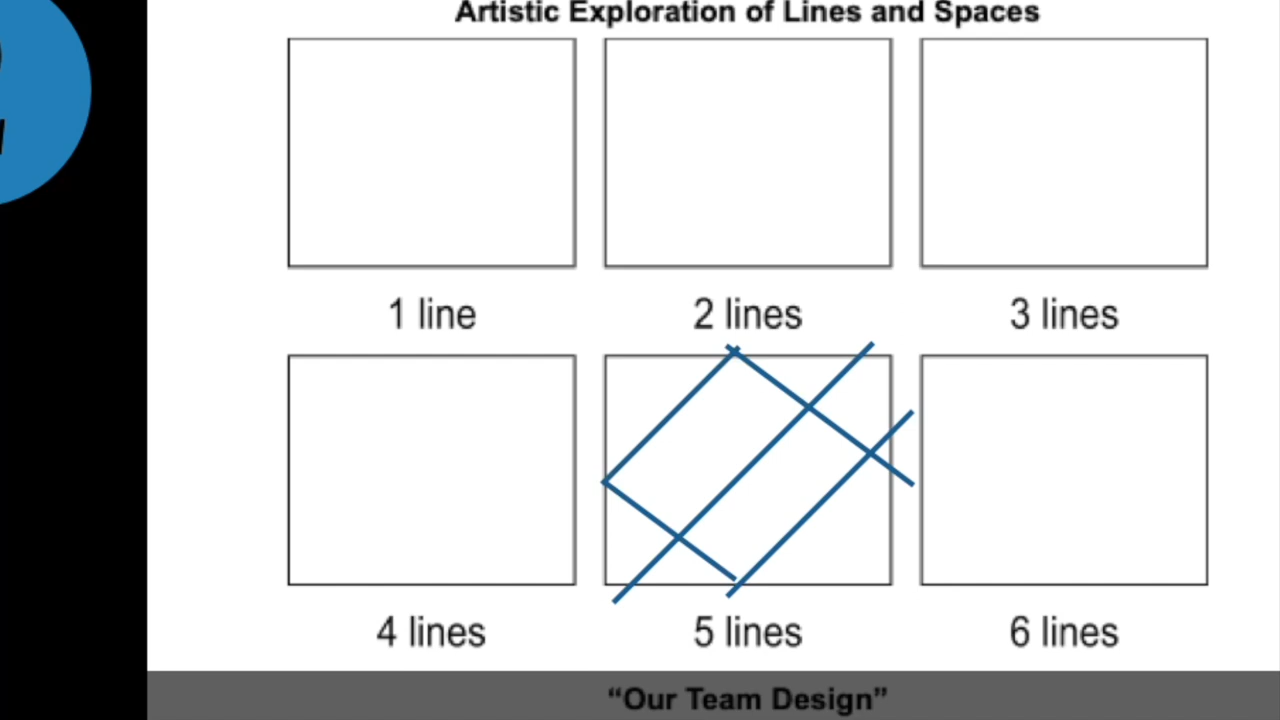 Artistic Exploration of Lines and Spaces
1 line
2 lines
3 lines
4 lines
5 lines
6 lines
“Our Team Design”